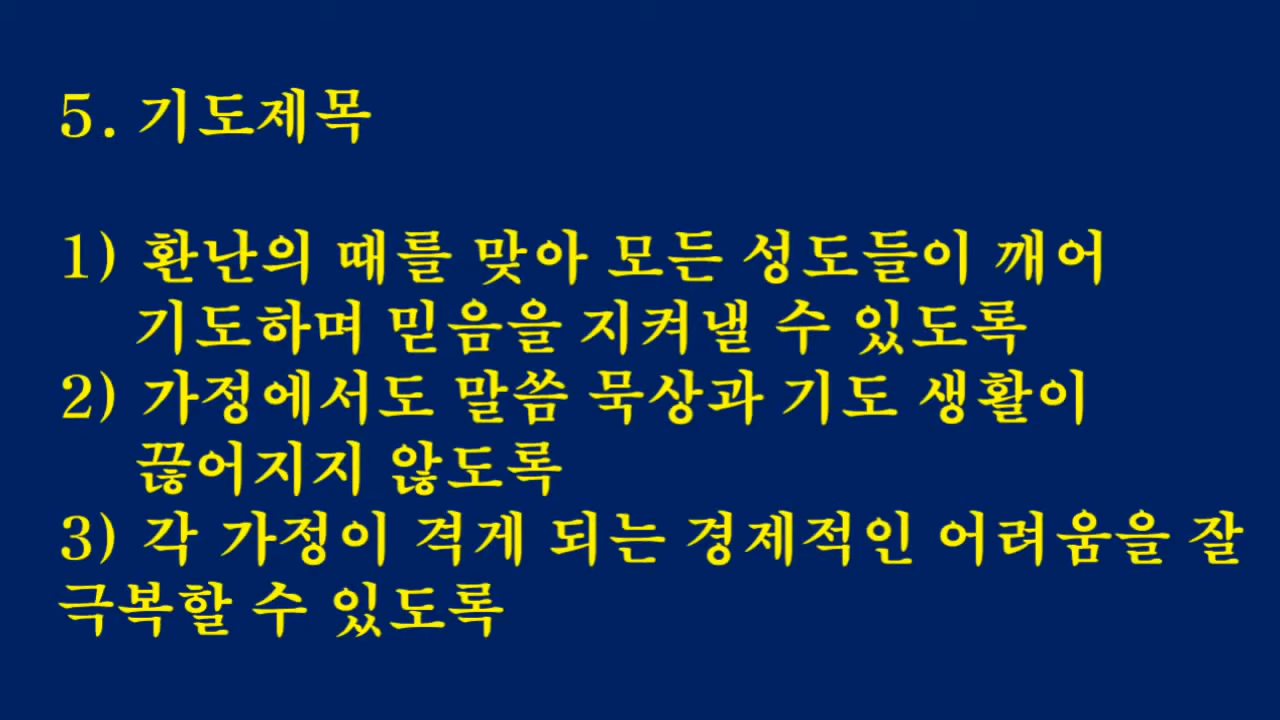 5. 기도제목
1) 환난의 때를 맞아 모든 성도들이 깨어
기도하며 믿음을 지켜낼 수 있도록
2) 가정에서도 말씀 묵상과 기도 생활이
끊어지지 않도록
3) 각 가정이 격게 되는 경제적인 어려움을 잘
극복할 수 있도록